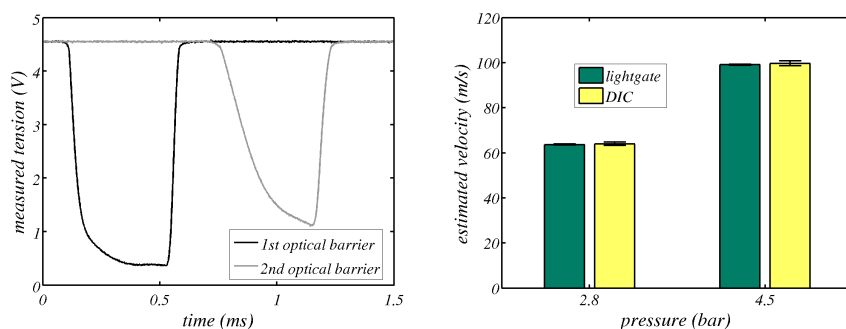 5
4
3
2
1
0
measured tension (V)
0
0.5
1
1.5
time (ms)
1st optical barrier
2nd optical barrier
120
100
80
60
40
20
0
estimated velocity (m/s)
lightgate
DIC
2.8
4.5
pressure (bar)